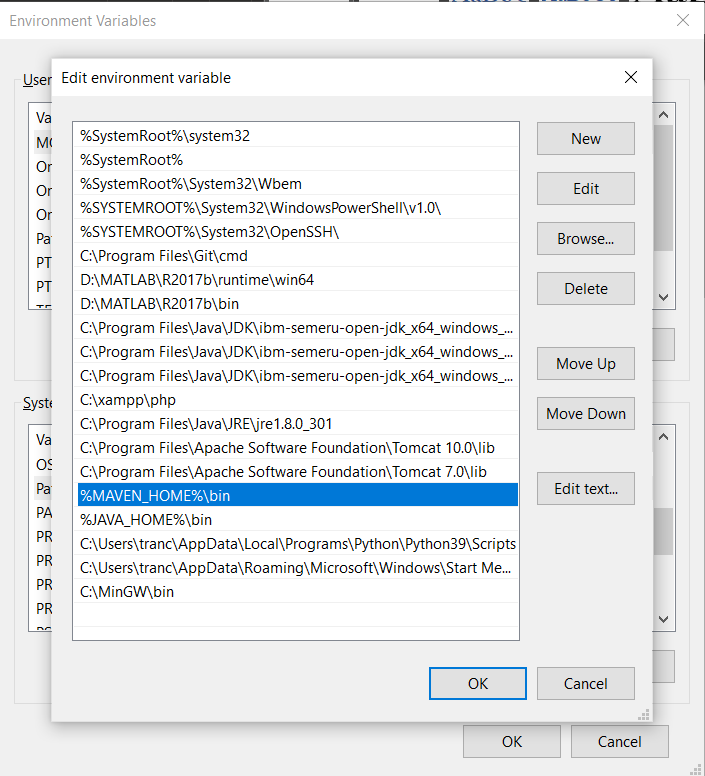 Environment Variables
Edit environment variable
User
Va
MO
On
On
On
Pat
PT
PT
%SystemRoot%\system32
%SystemRoot%
%SystemRoot%\System32\Wbem
%SYSTEMROOT%\System32\WindowsPowerShell\v1.0\
%SYSTEMROOT%\System32\OpenSSH\
C:\Program Files\Git\cmd
D:\MATLAB\R2017b\runtime\win64
D:\MATLAB\R2017b\bin
C:\Program Files\Java\JDK\ibm-semeru-open-jdk_x64_windows_...
C:\Program Files\Java\JDK\ibm-semeru-open-jdk_x64_windows_...
C:\Program Files\Java\JDK\ibm-semeru-open-jdk_x64_windows_...
C:\xampp\php
C:\Program Files\Java\JRE\jre1.8.0_301
C:\Program Files\Apache Software Foundation\Tomcat 10.0\lib
C:\Program Files\Apache Software Foundation\Tomcat 7.0\lib
%MAVEN_HOME%\bin
%JAVA_HOME%\bin
C:\Users\tranc\AppData\Local\Programs\Python\Python39\Scripts
C:\Users\tranc\AppData\Roaming\Microsoft\Windows\Start Me...
C:\MinGW\bin
New
Edit
Browse...
Delete
Move Up
Move Down
Edit text...
OK
Cancel
Syste
Va
OS
Pat
PA
PR
PR
PR
PR
OK
Cancel